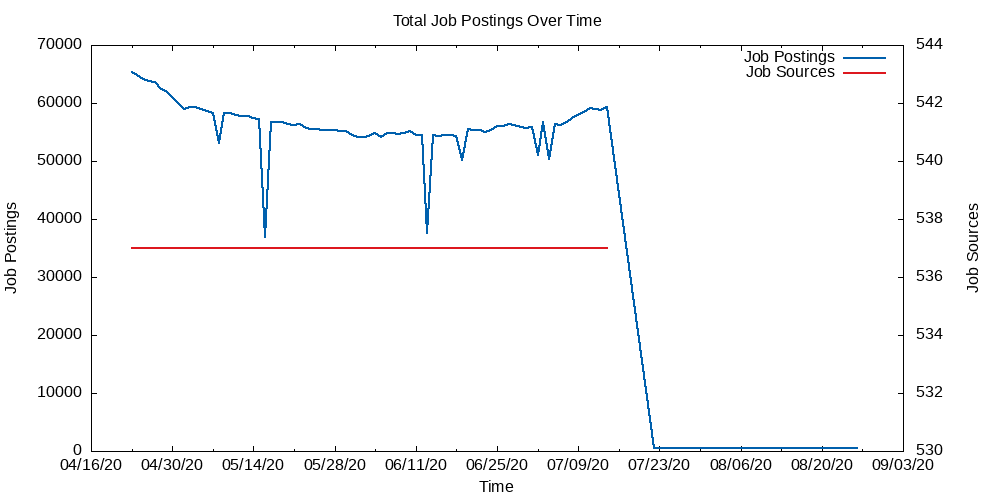 Total Job Postings Over Time
70000
60000
50000
40000
30000
20000
10000
0
Job Postings
544
542
540
538
536
534
532
530
Job Sources
Job Postings
Job Sources
04/16/20 04/30/20 05/14/20 05/28/20 06/11/20 06/25/20 07/09/20 07/23/20 08/06/20 08/20/20 09/03/20
Time